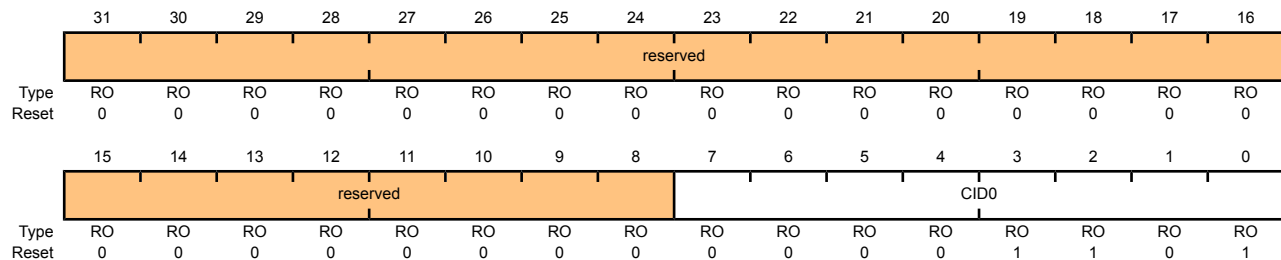 31 30 29 28 27 26 25 24 23 22 21 20 19 18 17 16
reserved
Type RO RO RO RO RO RO RO RO RO RO RO RO RO RO RO RO
Reset 0 0 0 0 0 0 0 0 0 0 0 0 0 0 0 0
15 14 13 12 11 10 9 8 7 6 5 4 3 2 1 0
reserved CID0
Type RO RO RO RO RO RO RO RO RO RO RO RO RO RO RO RO
Reset 0 0 0 0 0 0 0 0 0 0 0 0 1 1 0 1